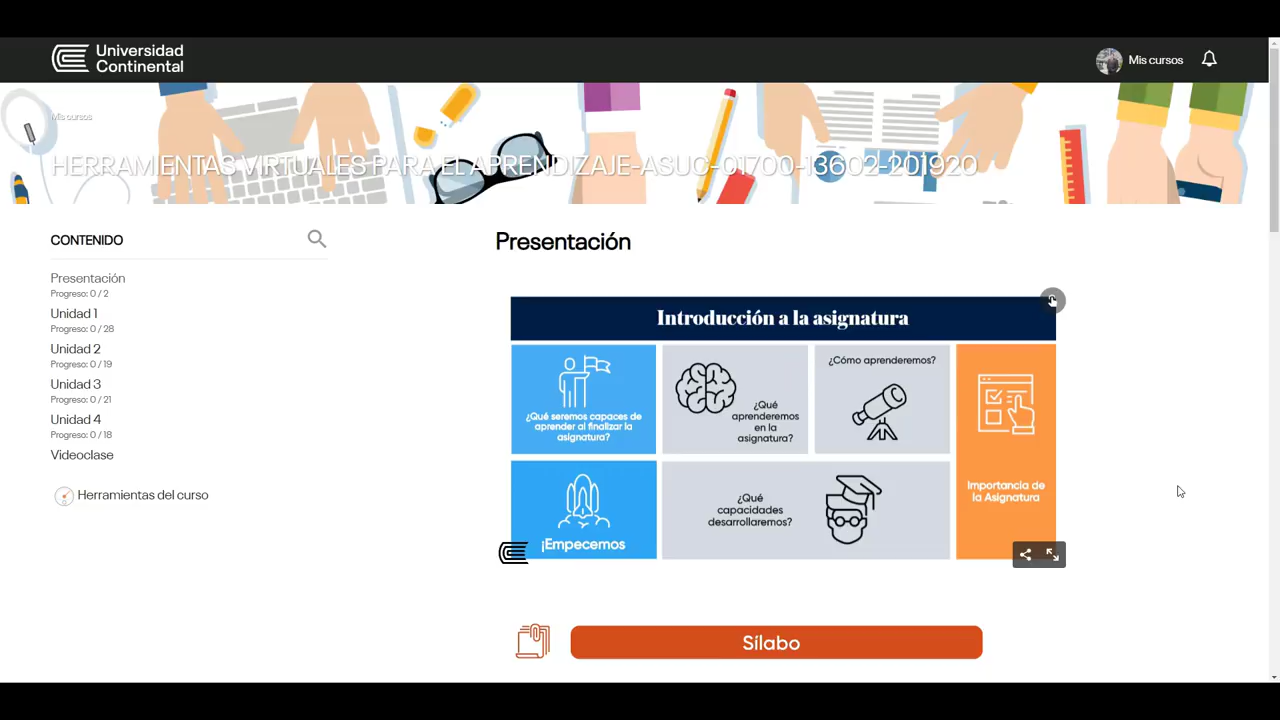 Universidad
Continental
Mis cursos
Mis cursos
HERRAMIENTAS VIRTUALES PARA EL APRENDIZAJE-ASUC-01700-13602-201920
CONTENIDO
Presentación
Progreso: 0 / 2
Unidad 1
Progreso: 0 / 28
Unidad 2
Progreso: 0 / 19
Unidad 3
Progreso: 0 / 21
Unidad 4
Progreso: 0 / 18
Videoclase
Herramientas del curso
Presentación
Introducción a la asignatura
¿Qué seremos capaces de
aprender al finalizar la
asignatura?
¿Qué
aprenderemos
en la
asignatura?
¿Cómo aprenderemos?
Importancia de
la Asignatura
¡Empecemos
¿Qué
capacidades
desarrollaremos?
Sílabo